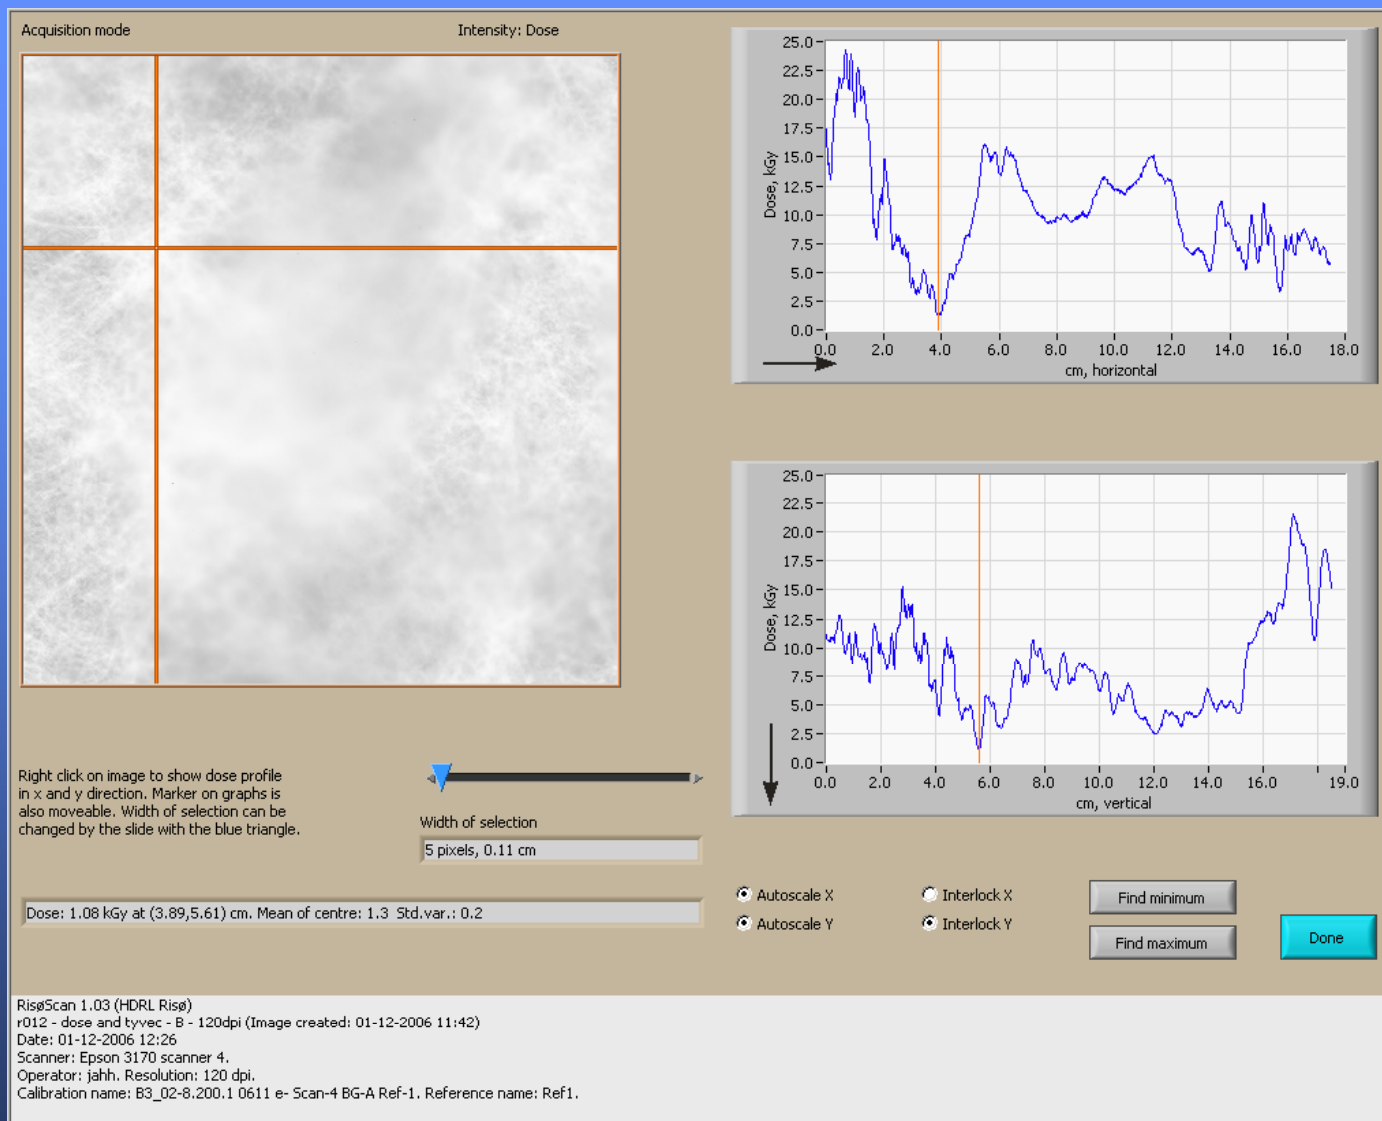 Acquisition mode
Intensity: Dose
25.0
22.5
20.0
17.5
15.0
12.5
10.0
7.5
5.0
2.5
0.0
Dose, kGy
0.0 2.0 4.0 6.0 8.0 10.0 12.0 14.0 16.0 18.0
cm, horizontal
25.0
22.5
20.0
17.5
15.0
12.5
10.0
7.5
5.0
2.5
0.0
Dose, kGy
0.0 2.0 4.0 6.0 8.0 10.0 12.0 14.0 16.0 19.0
cm, vertical
Right click on image to show dose profile
in x and y direction. Marker on graphs is
also moveable. Width of selection can be
changed by the slide with the blue triangle.
Width of selection
5 pixels, 0.11 cm
Dose: 1.08 kGy at (3.89,5.61) cm. Mean of centre: 1.3 Std.var.: 0.2
Autoscale X
Interlock X
Find minimum
Autoscale Y
Interlock Y
Find maximum
Done
RisøScan 1.03 (HDRL Risø)
r012 - dose and tyvec - B - 120dpi (Image created: 01-12-2006 11:42)
Date: 01-12-2006 12:26
Scanner: Epson 3170 scanner 4.
Operator: jahh. Resolution: 120 dpi.
Calibration name: B3_02-8.200.1 0611 e- Scan-4 BG-A Ref-1. Reference name: Ref1.